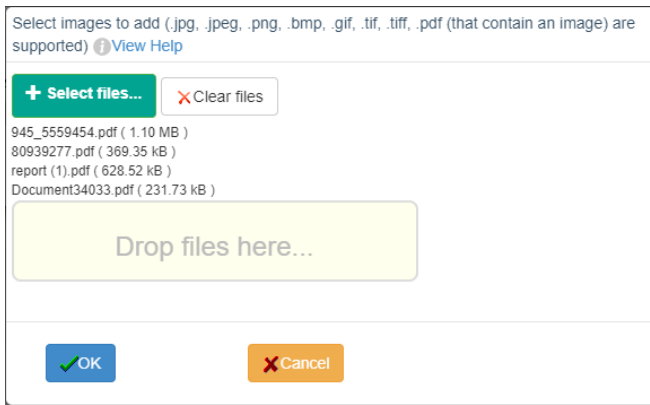 Select images to add (.jpg, .jpeg, .png, .bmp, .gif, .tif, .tiff, .pdf (that contain an image) are
supported) View Help
Select files...
Clear files
945_5559454.pdf ( 1.10 MB )
80939277.pdf ( 369.35 kB )
report (1).pdf ( 628.52 kB )
Document34033.pdf ( 231.73 kB )
Drop files here...
OK
Cancel